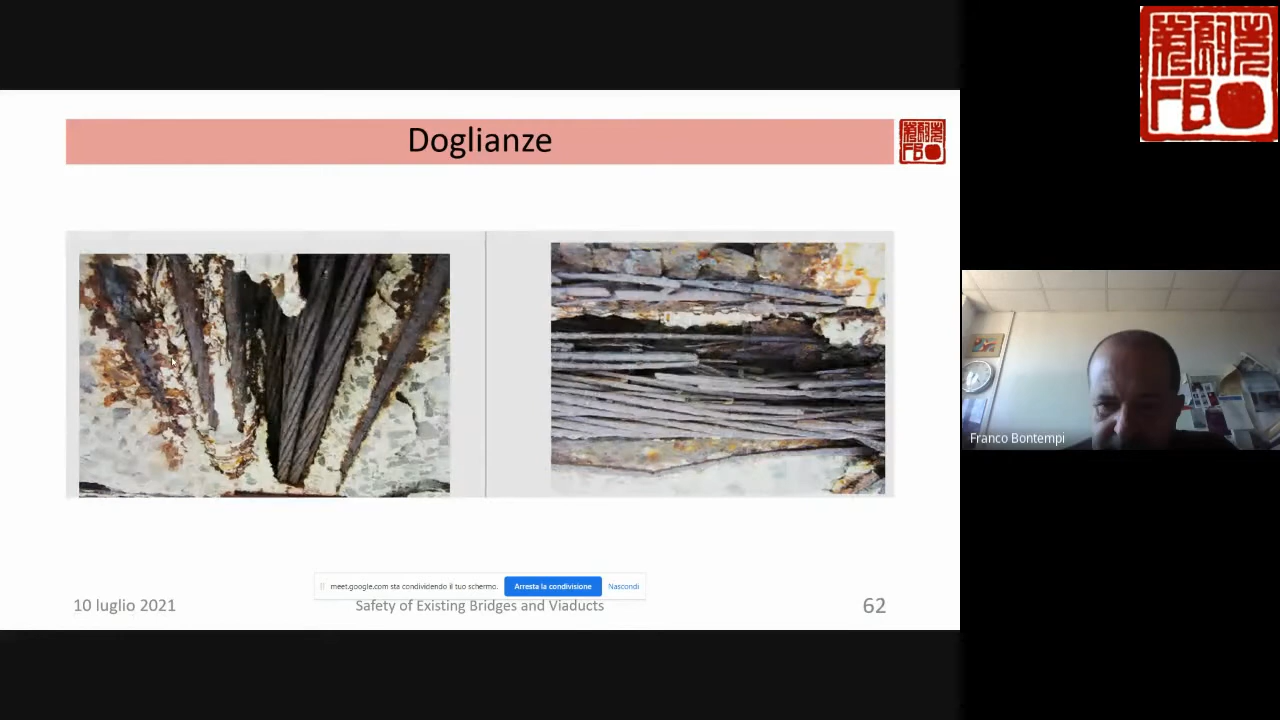 Doglianze
meet.google.com sta condividendo il tuo schermo.
Arresta la condivisione
Nascondi
10 luglio 2021
Safety of Existing Bridges and Viaducts
62
Franco Bontempi
FB